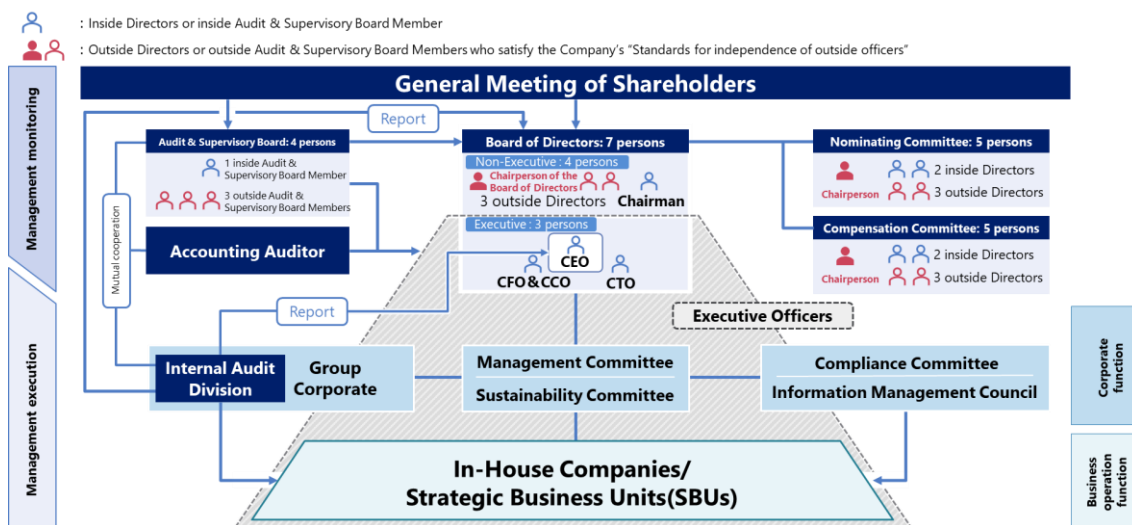 : Inside Directors or inside Audit & Supervisory Board Member
: Outside Directors or outside Audit & Supervisory Board Members who satisfy the Company's "Standards for independence of outside officers"
Management monitoring
General Meeting of Shareholders
Report
Audit & Supervisory Board: 4 persons
1 inside Audit &
Supervisory Board Member
3 outside Audit &
Supervisory Board Members
Board of Directors: 7 persons
Non-Executive : 4 persons
Chairperson of the
Board of Directors
3 outside Directors
Chairman
Nominating Committee: 5 persons
Chairperson
2 inside Directors
3 outside Directors
Compensation Committee: 5 persons
Chairperson
2 inside Directors
3 outside Directors
Mutual cooperation
Accounting Auditor
Executive : 3 persons
CEO
CFO&CCO
CTO
Report
Executive Officers
Management execution
Internal Audit
Division
Group
Corporate
Management Committee
Sustainability Committee
Compliance Committee
Information Management Council
Corporate
function
In-House Companies/
Strategic Business Units(SBUs)
Business
operation
function